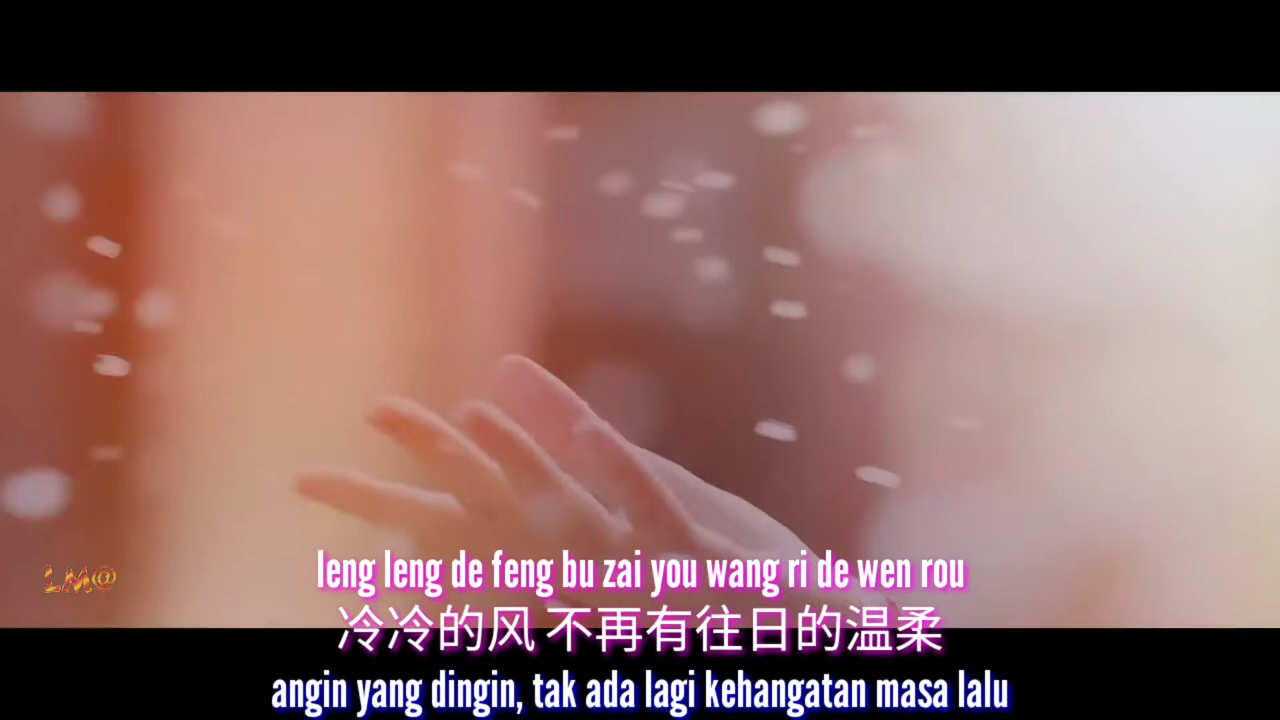 LM@
leng leng de feng bu zai you wang ri de wen rou
冷冷的风 不再有往日的温柔
angin yang dingin, tak ada lagi kehangatan masa lalu